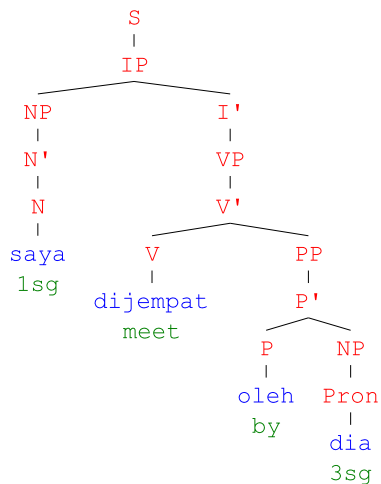 S
IP
NP I'
N' VP
N V'
saya V PP
1sg dijempat P'
meet
P NP
oleh Pron
by dia
3sg